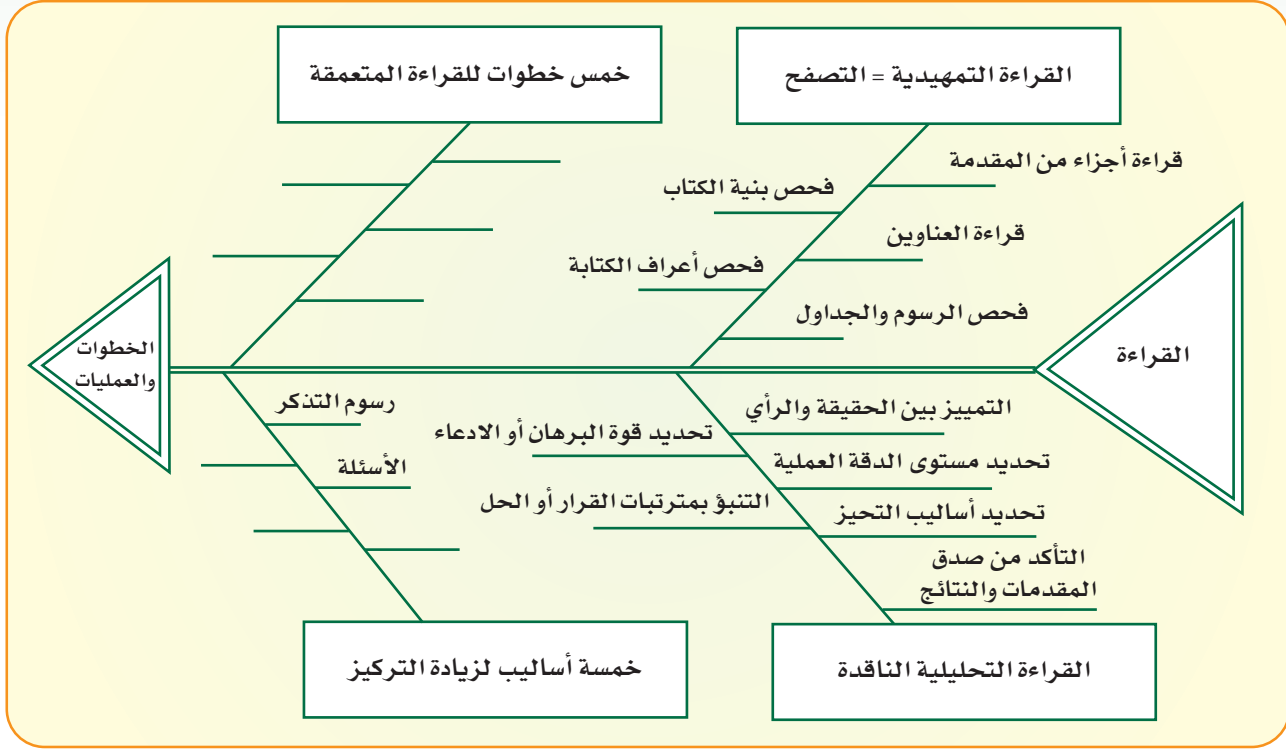 القراءة التمهيدية = التصفح
خمس خطوات للقراءة المتعمقة
قراءة أجزاء من المقدمة
فحص بنية الكتاب
قراءة العناوين
فحص أعراف الكتابة
فحص الرسوم والجداول
القراءة
الخطوات
والعمليات
التمييز بين الحقيقة والرأي
تحديد قوة البرهان أو الادعاء
تحديد مستوى الدقة العملية
التنبؤ بمترتبات القرار أو الحل
تحديد أساليب التحيز
التأكد من صدق
المقدمات والنتائج
رسوم التذكر
الأسئلة
القراءة التحليلية الناقدة
خمسة أساليب لزيادة التركيز